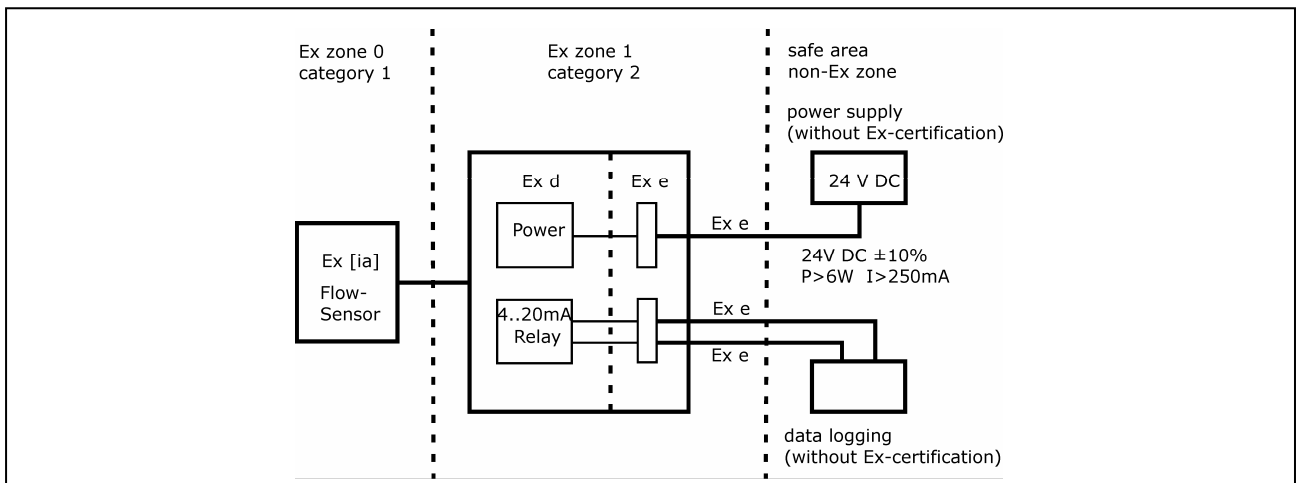 Ex zone 0
category 1
Ex zone 1
category 2
safe area
non-Ex zone
power supply
(without Ex-certification)
Ex d
Ex e
24 V DC
Power
Ex e
24V DC ±10%
P>6W I>250mA
Ex [ia]
Flow-
Sensor
4..20mA
Relay
Ex e
Ex e
data logging
(without Ex-certification)